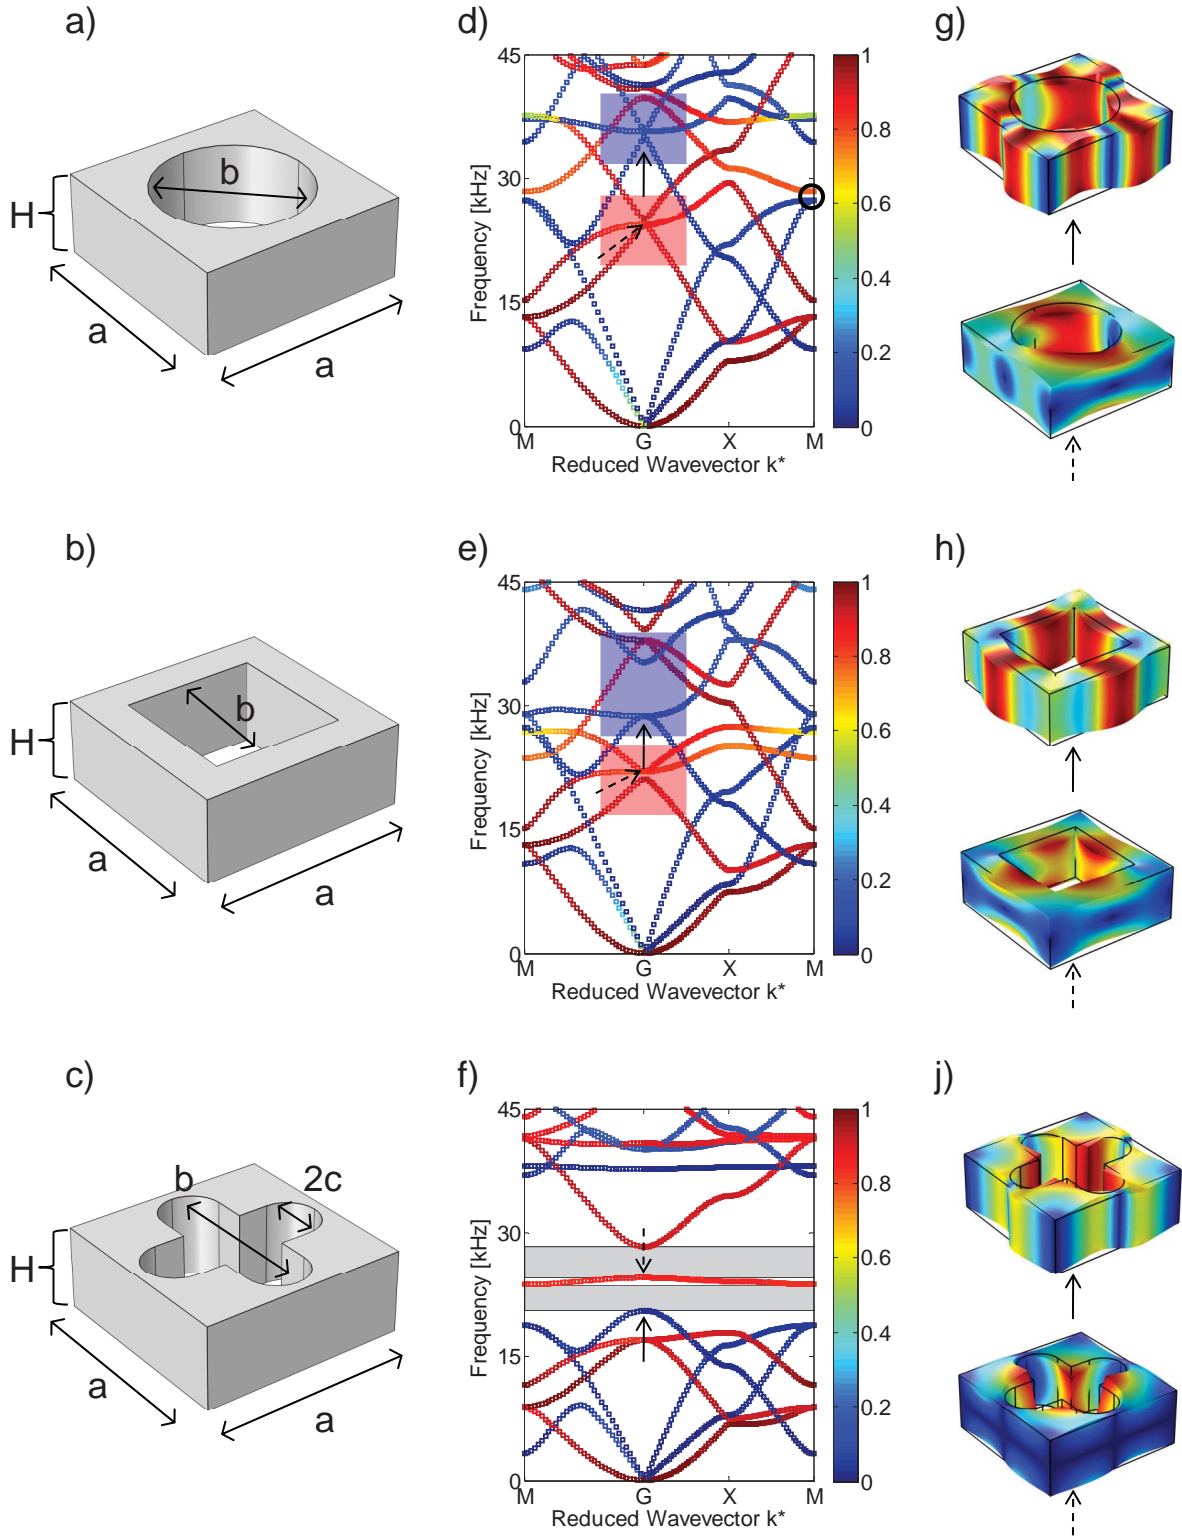 a)
H
b
a
a
d)
45
30
15
0
Frequency [kHz]
M G X M
Reduced Wavevector k*
1
0.8
0.6
0.4
0.2
0
g)
b)
H
b
a
a
e)
45
30
15
0
Frequency [kHz]
M G X M
Reduced Wavevector k*
1
0.8
0.6
0.4
0.2
0
h)
c)
H
b
2c
a
a
f)
45
30
15
0
Frequency [kHz]
M G X M
Reduced Wavevector k*
1
0.8
0.6
0.4
0.2
0
j)